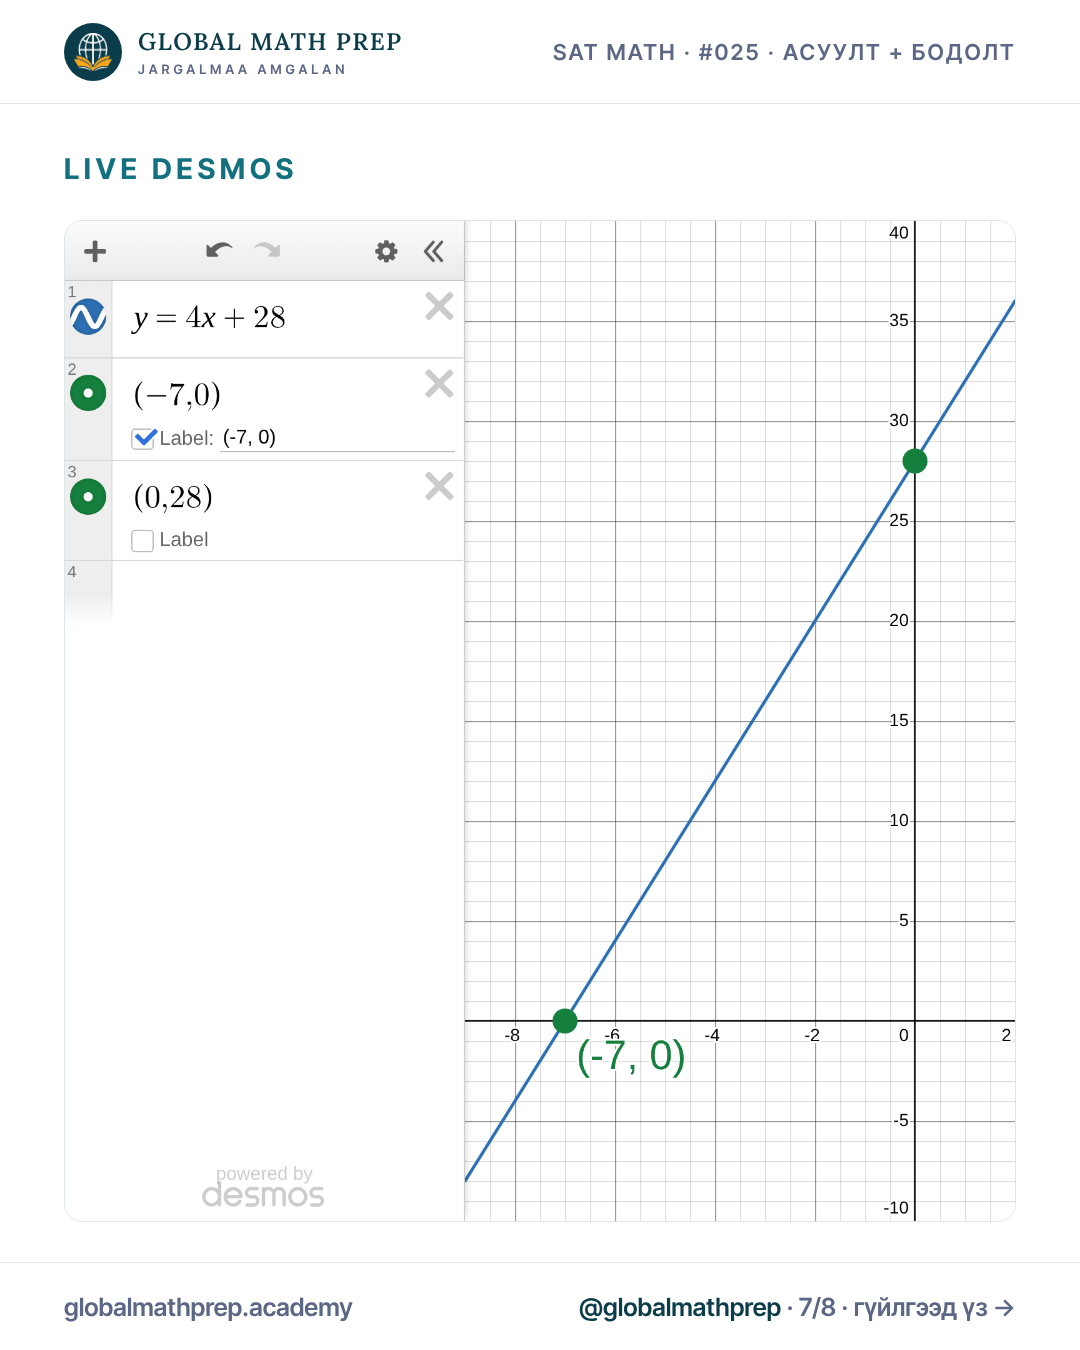 GLOBAL MATH PREP
JARGALMAA AMGALAN
SAT MATH · #025 · АСУУЛТ + БОДОЛТ
LIVE DESMOS
1
y = 4x + 28
2
(−7,0)
Label: (-7, 0)
3
(0,28)
Label
4
powered by
desmos
40
35
30
25
20
15
10
5
-8
-6
-4
-2
0
2
(-7, 0)
-5
-10
globalmathprep.academy
@globalmathprep · 7/8 · гүйлгээд үз →